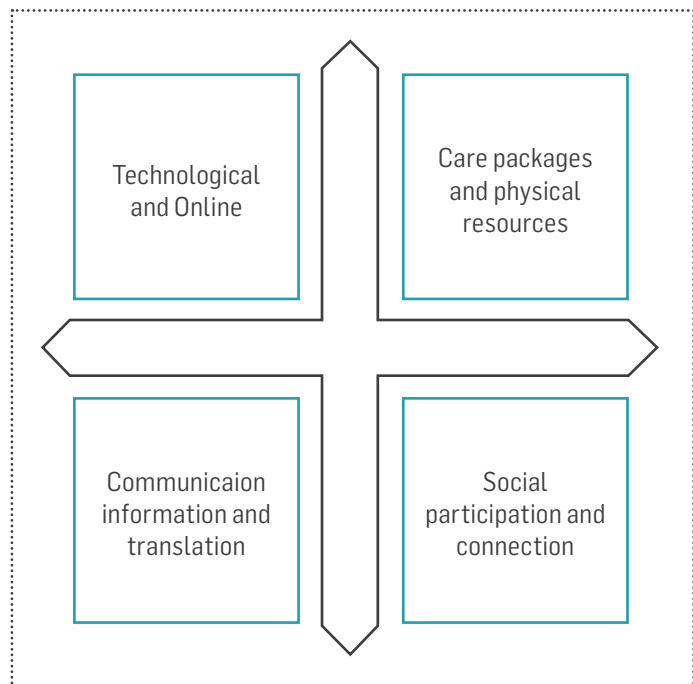 Technological
and Online
Care packages
and physical
resources
Communicaion
information and
translation
Social
participation and
connection